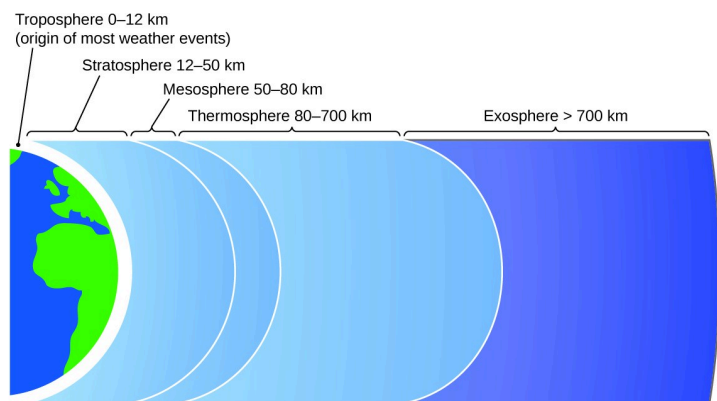 Troposphere 0–12 km
(origin of most weather events)
Stratosphere 12–50 km
Mesosphere 50–80 km
Thermosphere 80–700 km
Exosphere > 700 km